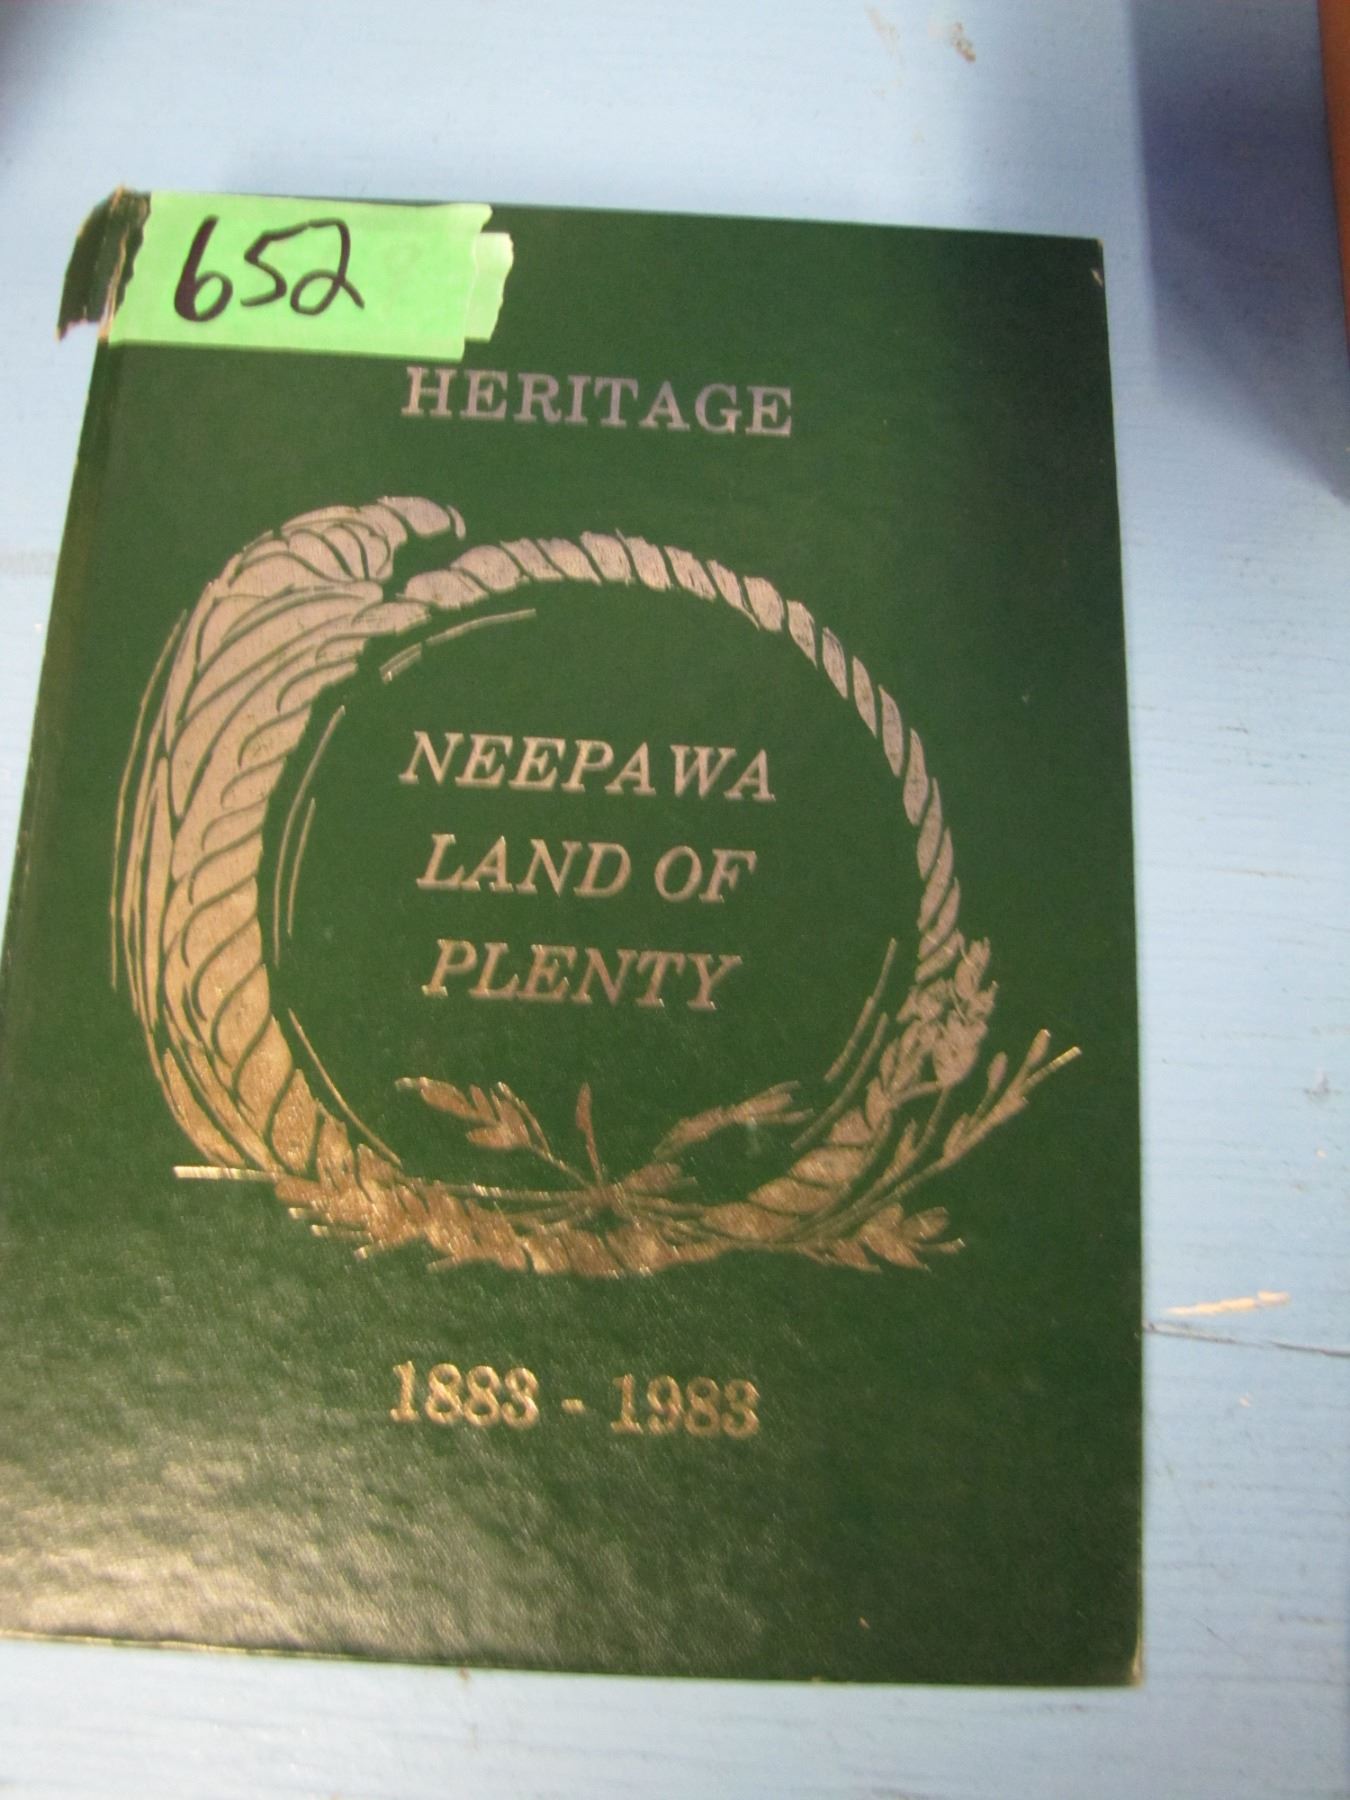 652
HERITAGE
NEEPAWA
LAND OF
PLENTY
1883 - 1983